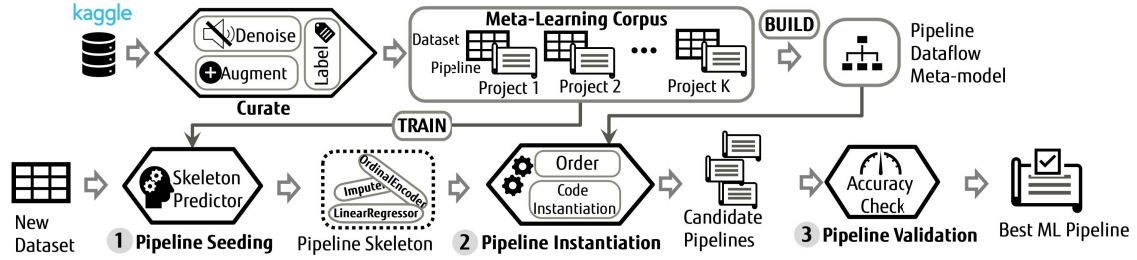 kaggle
Denoise
Augment
Label
Curate
Meta-Learning Corpus
Dataset
Pipeline
Project 1
Project 2
Project K
BUILD
Pipeline
Dataflow
Meta-model
TRAIN
New
Dataset
Skeleton
Predictor
1 Pipeline Seeding
OrdinalEncoder
Imputer
LinearRegressor
Pipeline Skeleton
Order
Code
Instantiation
2 Pipeline Instantiation
Candidate
Pipelines
Accuracy
Check
3 Pipeline Validation
Best ML Pipeline